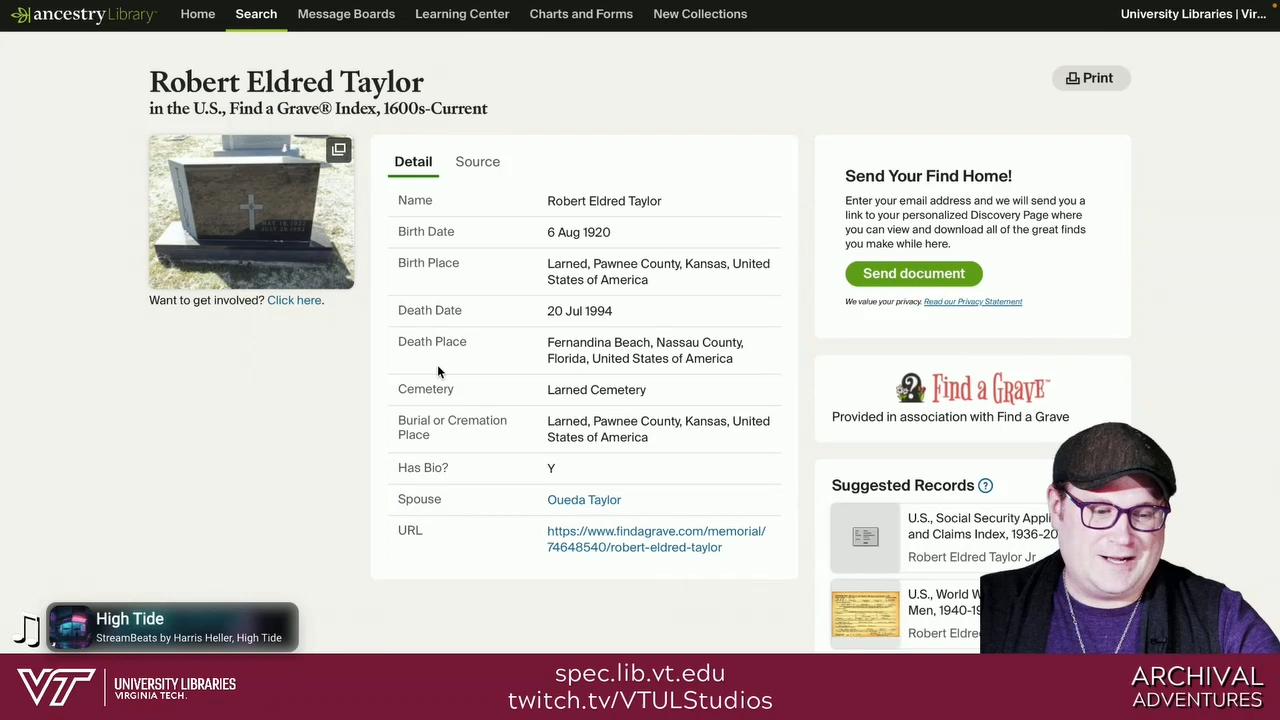 ancestryLibrary
Home
Search
Message Boards
Learning Center
Charts and Forms
New Collections
University Libraries | Vir...
Robert Eldred Taylor
in the U.S., Find a Grave® Index, 1600s-Current
Print
MAY 18, 1922
Want to get involved? Click here.
Detail
Source
Name
Robert Eldred Taylor
Birth Date
6 Aug 1920
Birth Place
Larned, Pawnee County, Kansas, United
States of America
Death Date
20 Jul 1994
Death Place
Fernandina Beach, Nassau County,
Florida, United States of America
Cemetery
Larned Cemetery
Burial or Cremation
Place
Larned, Pawnee County, Kansas, United
States of America
Has Bio?
Y
Spouse
Oueda Taylor
URL
https://www.findagrave.com/memorial/
74648540/robert-eldred-taylor
Send Your Find Home!
Enter your email address and we will send you a
link to your personalized Discovery Page where
you can view and download all of the great finds
you make while here.
Send document
We value your privacy. Read our Privacy Statement
Find a Grave™
Provided in association with Find a Grave
Suggested Records ?
U.S., Social Security Appli
and Claims Index, 1936-20
Robert Eldred Taylor Jr
U.S., World W
Men, 1940-19
Robert Eldre
High Tide
StreamBeats by Harris Heller, High Tide
VT
UNIVERSITY LIBRARIES
VIRGINIA TECH.
spec.lib.vt.edu
twitch.tv/VTULStudios
ARCHIVAL
ADVENTURES